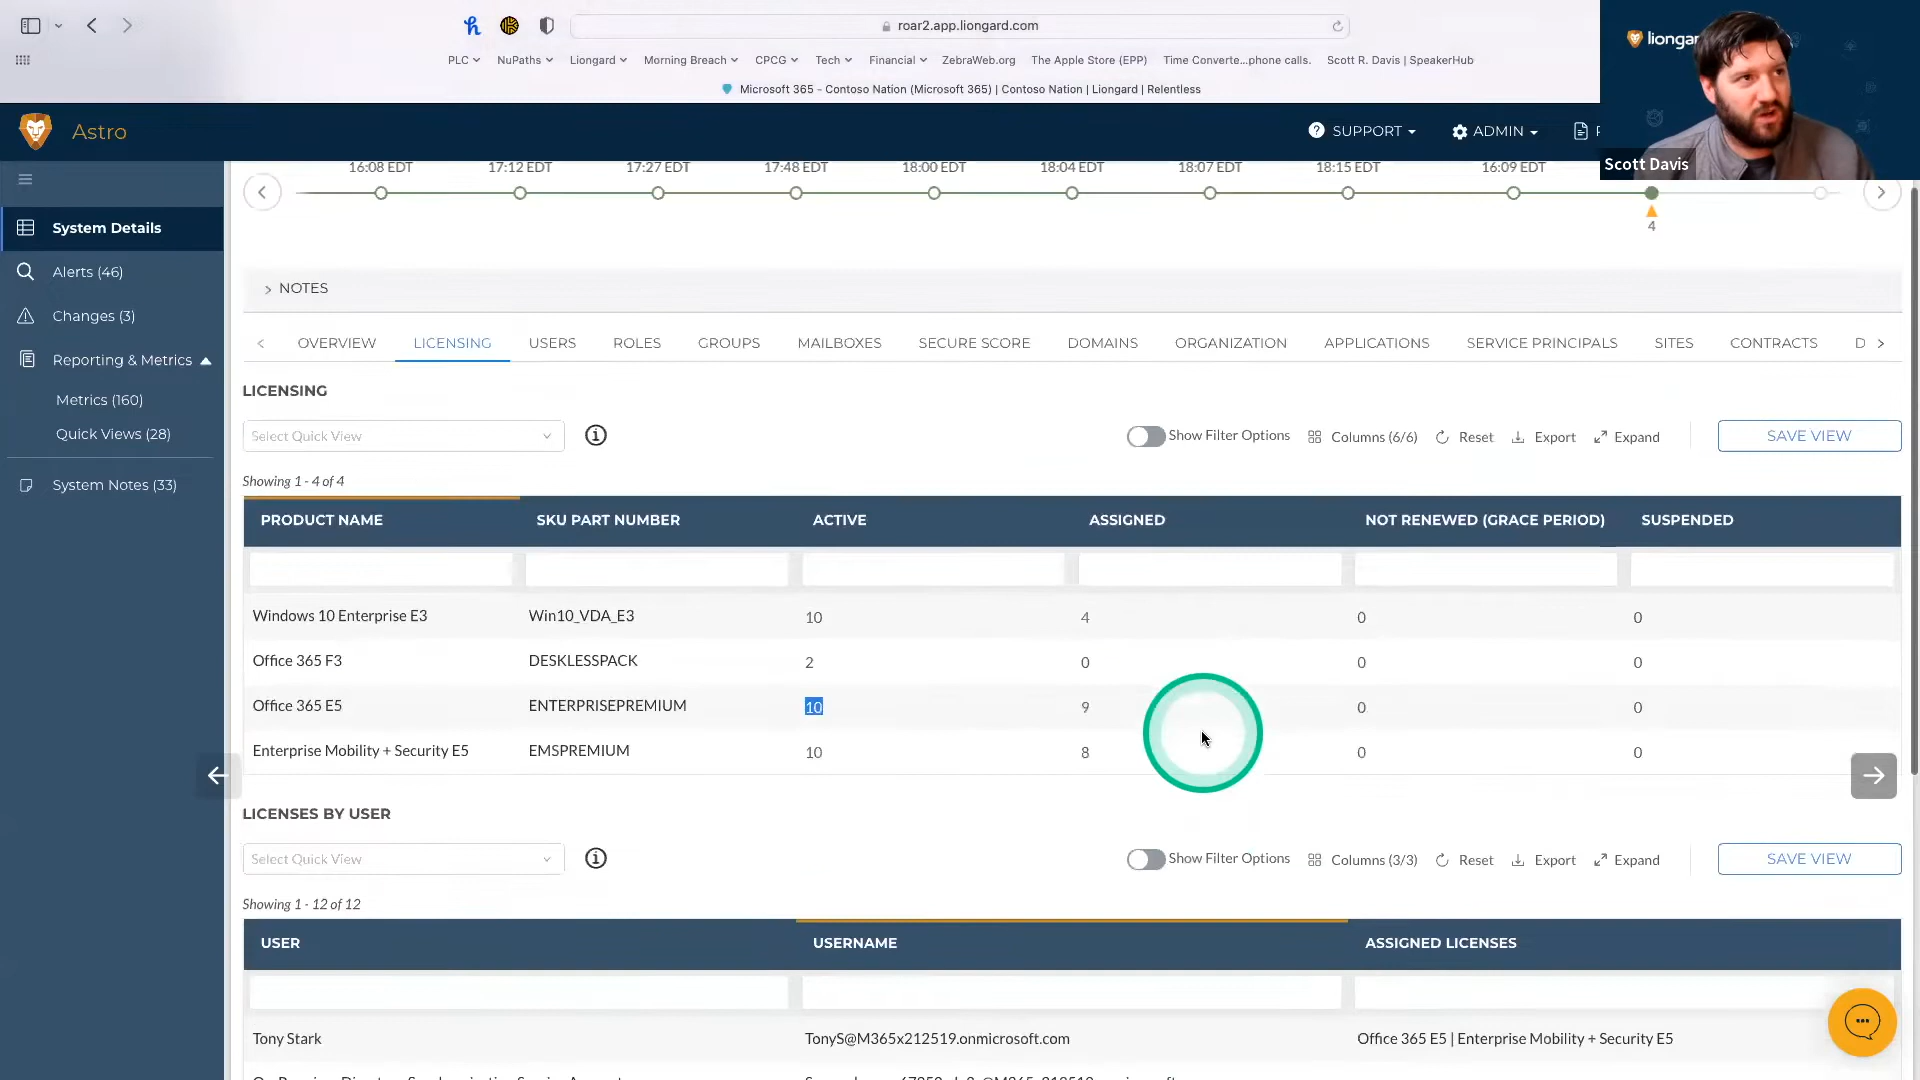 roar2.app.liongard.com
PLC NuPaths Liongard Morning Breach CPCG Tech Financial ZebraWeb.org The Apple Store (EPP) Time Converte...phone calls. Scott R. Davis | SpeakerHub
Microsoft 365 - Contoso Nation (Microsoft 365) | Contoso Nation | Liongard | Relentless
Scott Davis
Astro
SUPPORT ADMIN
16:08 EDT 17:12 EDT 17:27 EDT 17:48 EDT 18:00 EDT 18:04 EDT 18:07 EDT 18:15 EDT 16:09 EDT
4
System Details
Alerts (46)
Changes (3)
Reporting & Metrics
Metrics (160)
Quick Views (28)
System Notes (33)
NOTES
OVERVIEW LICENSING USERS ROLES GROUPS MAILBOXES SECURE SCORE DOMAINS ORGANIZATION APPLICATIONS SERVICE PRINCIPALS SITES CONTRACTS D
LICENSING
Select Quick View Show Filter Options Columns (6/6) Reset Export Expand SAVE VIEW
Showing 1 - 4 of 4
PRODUCT NAME SKU PART NUMBER ACTIVE ASSIGNED NOT RENEWED (GRACE PERIOD) SUSPENDED
Windows 10 Enterprise E3 Win10_VDA_E3 10 4 0 0
Office 365 F3 DESKLESSPACK 2 0 0 0
Office 365 E5 ENTERPRISEPREMIUM 10 9 0 0
Enterprise Mobility + Security E5 EMSPREMIUM 10 8 0 0
LICENSES BY USER
Select Quick View Show Filter Options Columns (3/3) Reset Export Expand SAVE VIEW
Showing 1 - 12 of 12
USER USERNAME ASSIGNED LICENSES
Tony Stark TonyS@M365x212519.onmicrosoft.com Office 365 E5 | Enterprise Mobility + Security E5